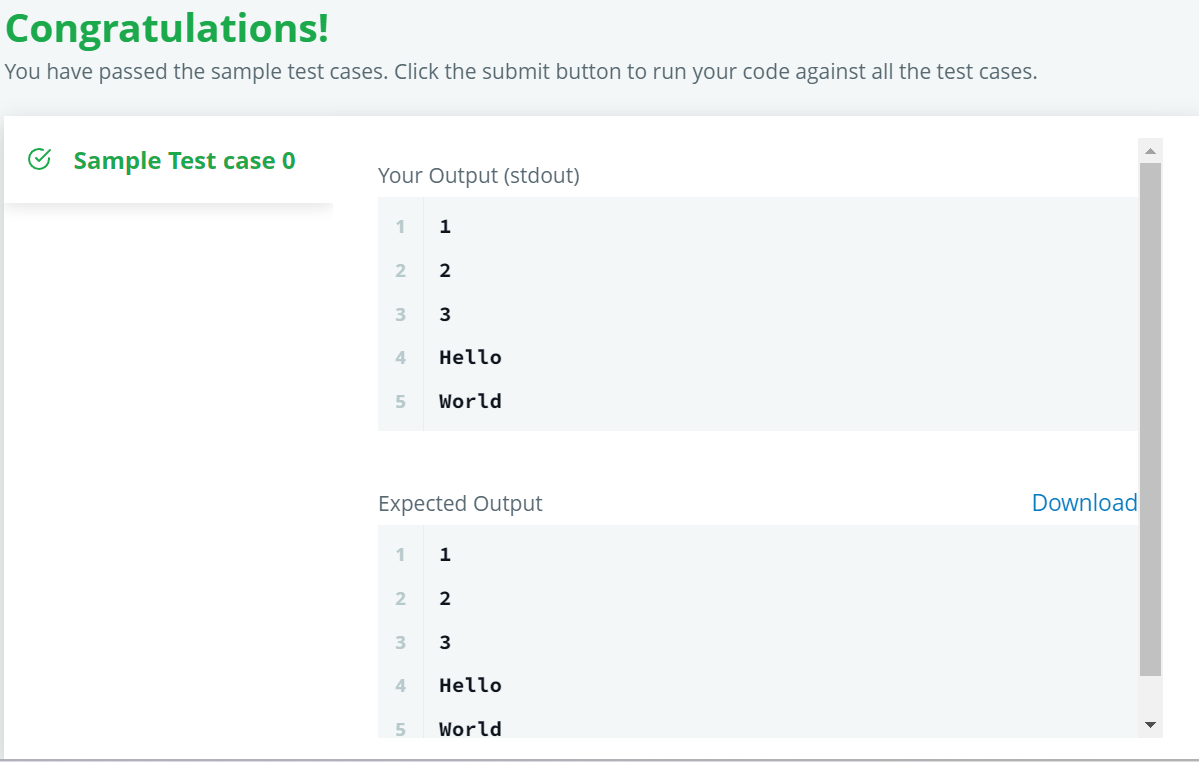 Congratulations!
You have passed the sample test cases. Click the submit button to run your code against all the test cases.
Sample Test case 0
Your Output (stdout)
1 1
2 2
3 3
4 Hello
5 World
Expected Output Download
1 1
2 2
3 3
4 Hello
5 World